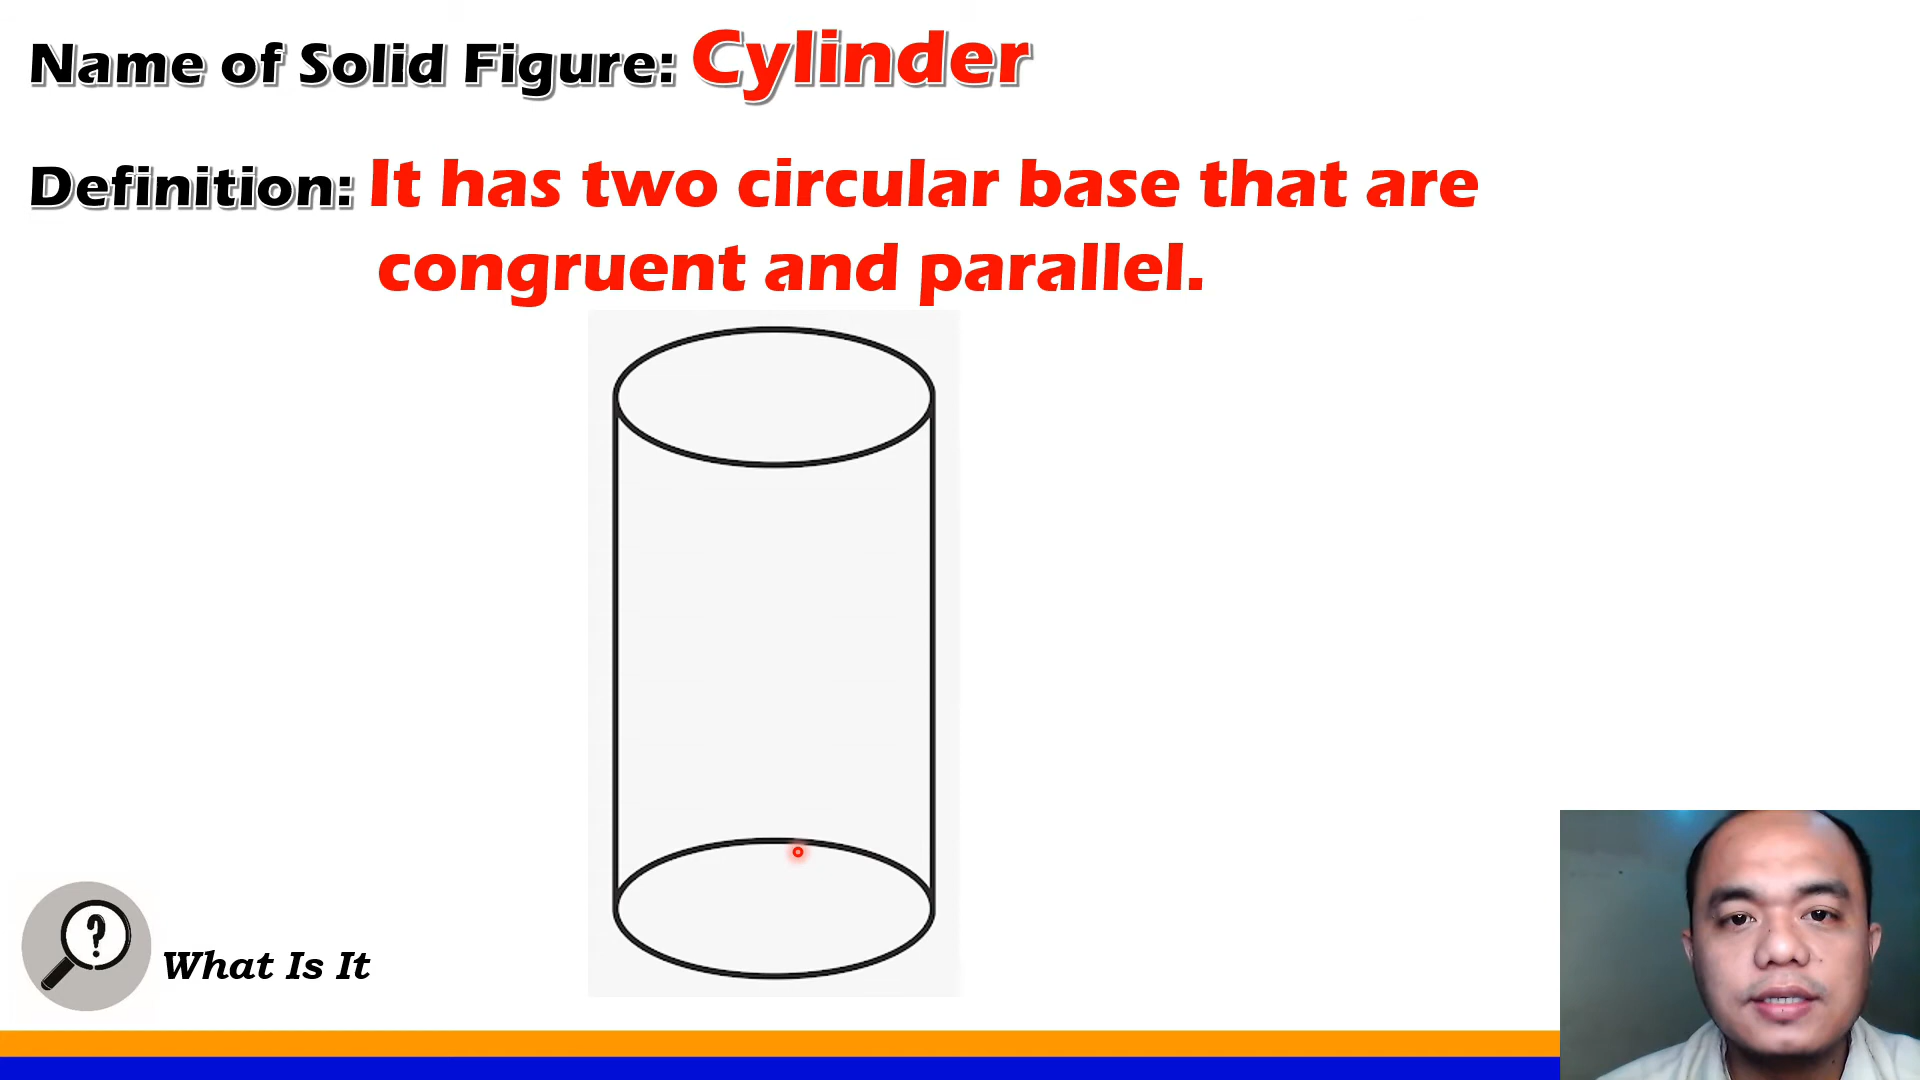 Name of Solid Figure: Cylinder
Definition: It has two circular base that are
congruent and parallel.
?
What Is It